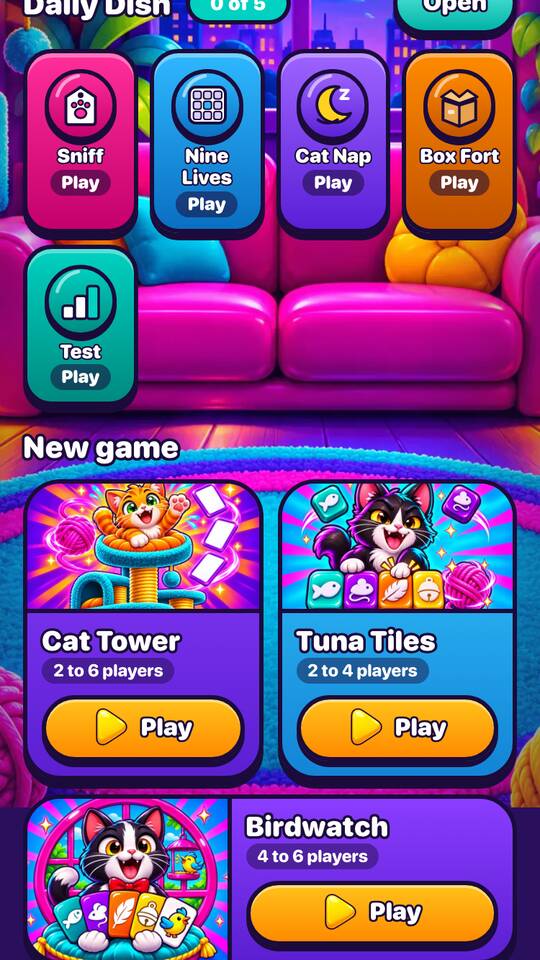 Daily Dish
0 of 5
Open
Sniff
Play
Nine
Lives
Play
Cat Nap
Play
Box Fort
Play
Test
Play
New game
Cat Tower
2 to 6 players
Play
Tuna Tiles
2 to 4 players
Play
Birdwatch
4 to 6 players
Play